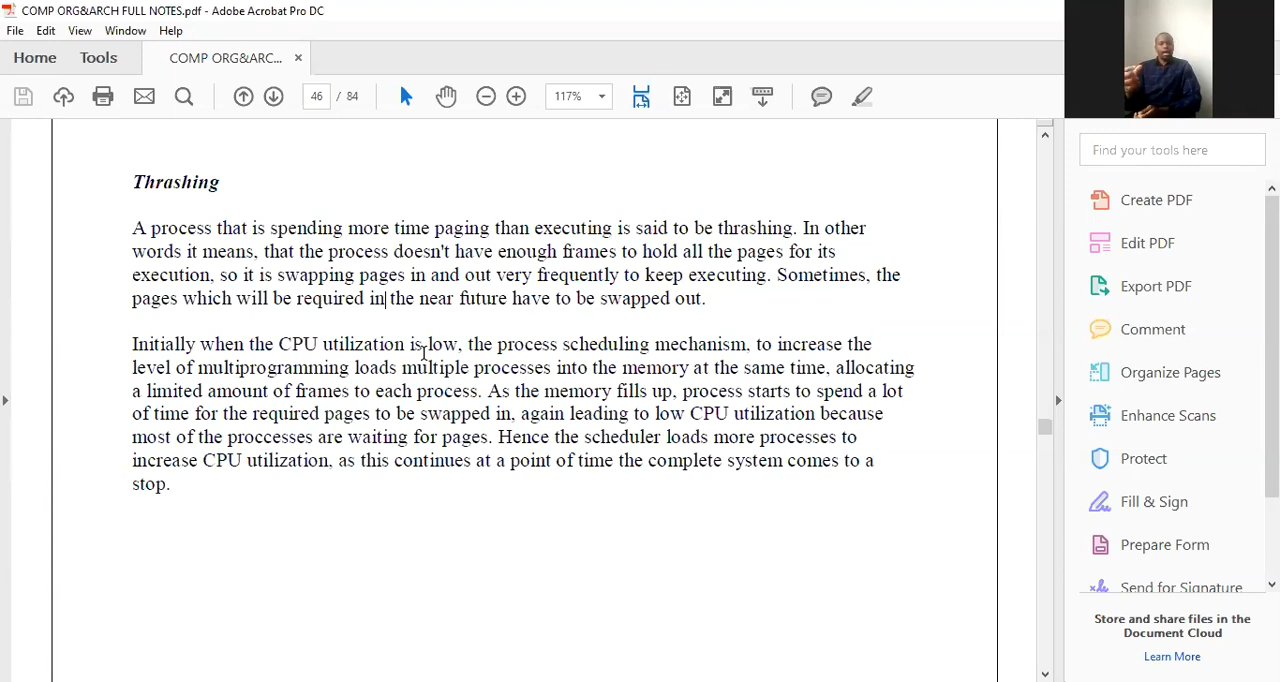 COMP ORG&ARCH FULL NOTES.pdf - Adobe Acrobat Pro DC
File Edit View Window Help
Home Tools COMP ORG&ARC... ×
46 / 84 117%
Find your tools here
Thrashing
A process that is spending more time paging than executing is said to be thrashing. In other
words it means, that the process doesn't have enough frames to hold all the pages for its
execution, so it is swapping pages in and out very frequently to keep executing. Sometimes, the
pages which will be required in the near future have to be swapped out.
Initially when the CPU utilization is low, the process scheduling mechanism, to increase the
level of multiprogramming loads multiple processes into the memory at the same time, allocating
a limited amount of frames to each process. As the memory fills up, process starts to spend a lot
of time for the required pages to be swapped in, again leading to low CPU utilization because
most of the proccesses are waiting for pages. Hence the scheduler loads more processes to
increase CPU utilization, as this continues at a point of time the complete system comes to a
stop.
Create PDF
Edit PDF
Export PDF
Comment
Organize Pages
Enhance Scans
Protect
Fill & Sign
Prepare Form
Send for Signature
Store and share files in the
Document Cloud
Learn More